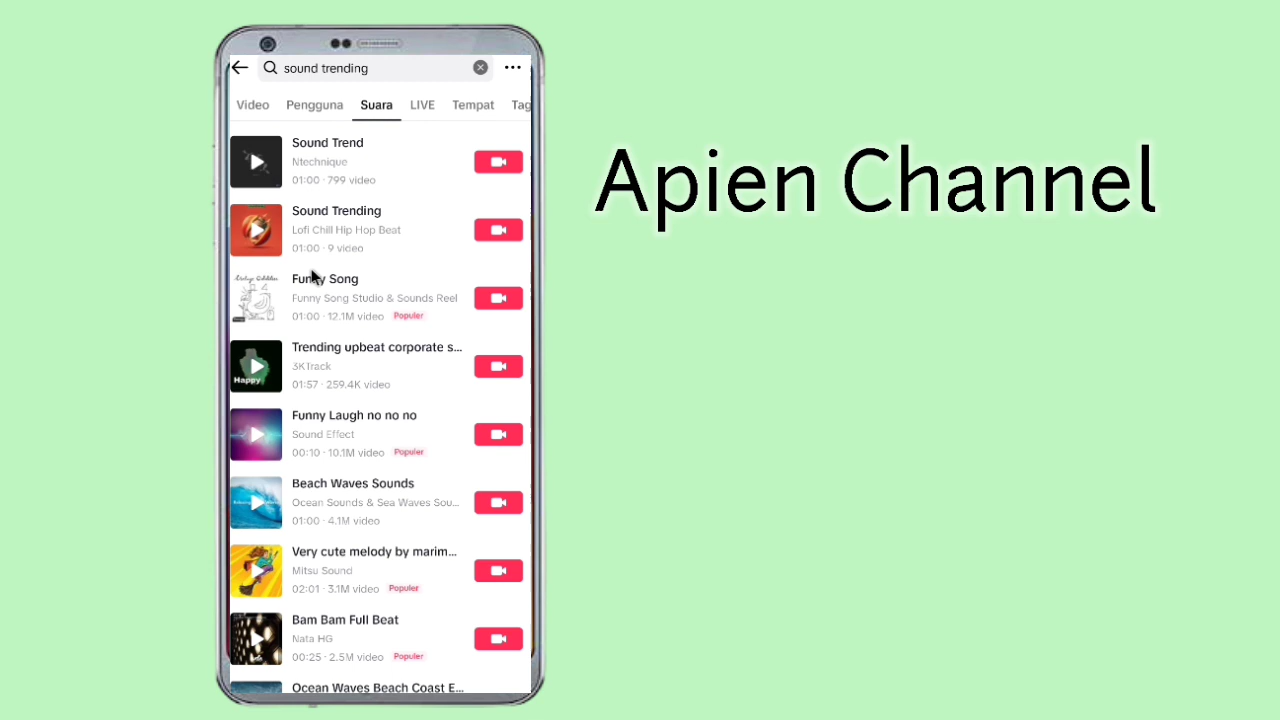 sound trending
Video Pengguna Suara LIVE Tempat Tag
Sound Trend
Ntechnique
01:00 · 799 video
Sound Trending
Lofi Chill Hip Hop Beat
01:00 · 9 video
Funny Song
Funny Song Studio & Sounds Reel
01:00 · 12.1M video Populer
Trending upbeat corporate s...
3KTrack
01:57 · 259.4K video
Happy
Funny Laugh no no no
Sound Effect
00:10 · 10.1M video Populer
Beach Waves Sounds
Ocean Sounds & Sea Waves Sou...
01:00 · 4.1M video
Very cute melody by marim...
Mitsu Sound
02:01 · 3.1M video Populer
Bam Bam Full Beat
Nata HG
00:25 · 2.5M video Populer
Ocean Waves Beach Coast E...
Apien Channel